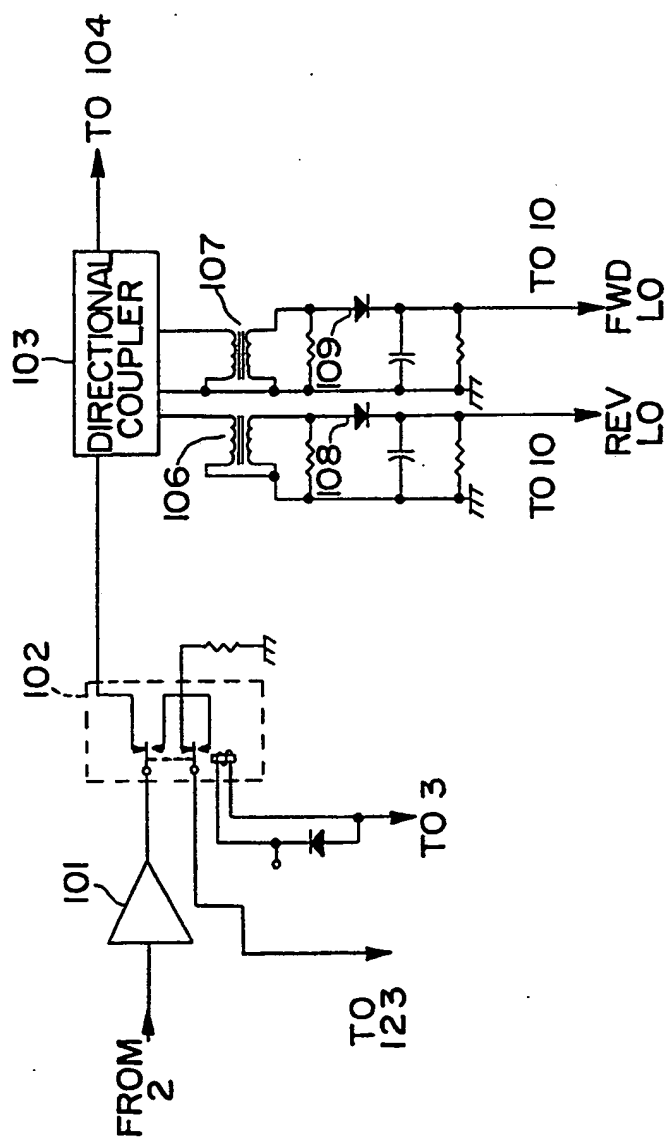 FROM
2
101
102
TO
123
TO 3
103
DIRECTIONAL
COUPLER
TO 104
106
107
108
109
TO 10
REV
LO
TO 10
FWD
LO